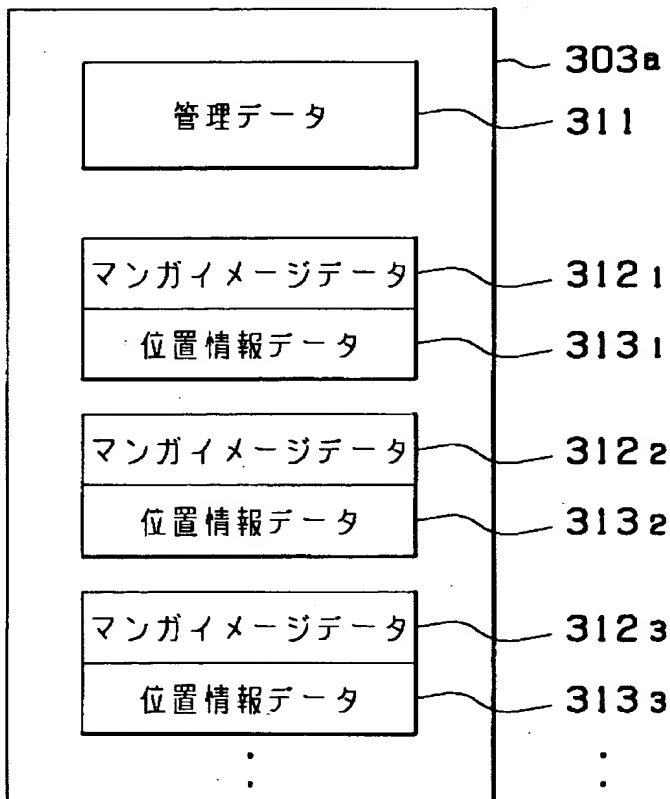 303a
管理データ 311
マンガイメージデータ 312₁
位置情報データ 313₁
マンガイメージデータ 312₂
位置情報データ 313₂
マンガイメージデータ 312₃
位置情報データ 313₃